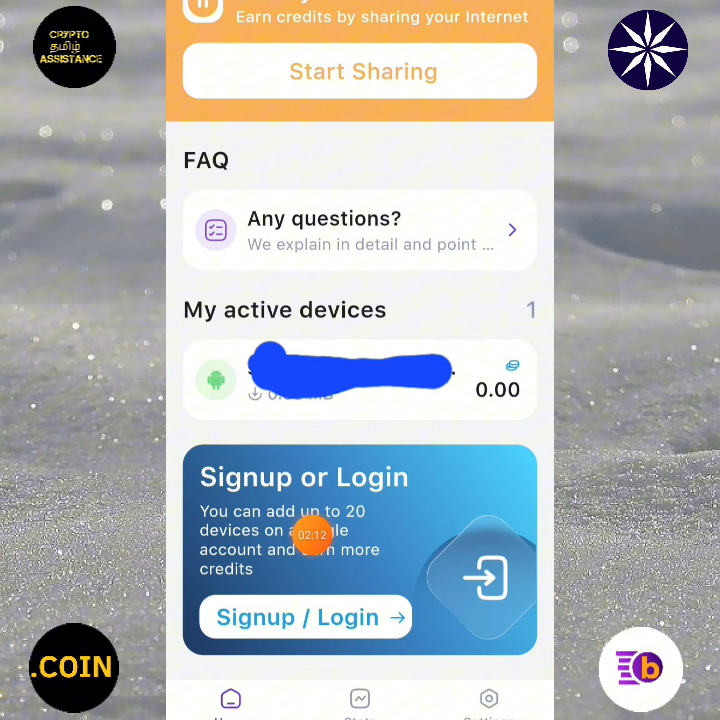 CRYPTO
தமிழ்
ASSISTANCE
Earn credits by sharing your Internet
Start Sharing
FAQ
Any questions?
We explain in detail and point ...
My active devices 1
0.00
Signup or Login
You can add up to 20
devices on a
account and more
credits
02:12
Signup / Login →
.COIN
b